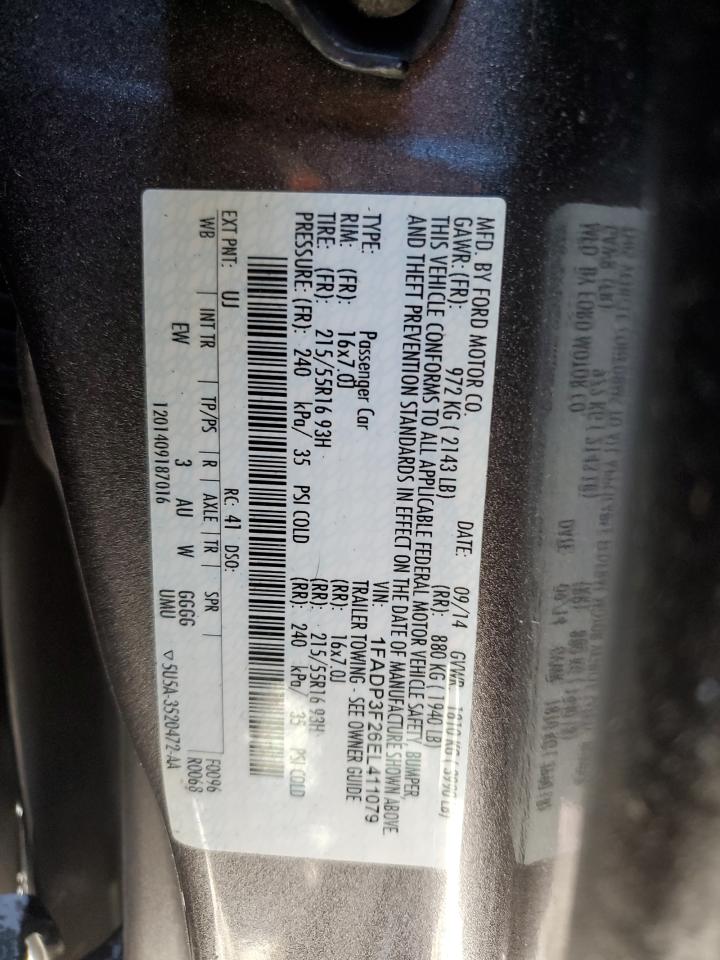 MFD. BY FORD MOTOR CO. DATE: 09/14 GVWR: 1810 KG ( 3990 LB)
GAWR: (FR): 972 KG ( 2143 LB) (RR): 880 KG ( 1940 LB)
THIS VEHICLE CONFORMS TO ALL APPLICABLE FEDERAL MOTOR VEHICLE SAFETY, BUMPER,
AND THEFT PREVENTION STANDARDS IN EFFECT ON THE DATE OF MANUFACTURE SHOWN ABOVE
VIN: 1FADP3F26EL411079
TYPE: Passenger Car TRAILER TOWING - SEE OWNER GUIDE
RIM: (FR): 16x7.0J (RR): 16x7.0J
TIRE: (FR): 215/55R16 93H (RR): 215/55R16 93H
PRESSURE: (FR): 240 kPa/ 35 PSI COLD (RR): 240 kPa/ 35 PSI COLD
EXT PNT: UJ RC: 41 DSO: F0096
WB INT TR TP/PS R AXLE TR SPR R0068
EW 3 AU W GGGG
1201409187016 UMU ▽5U5A-3520472-AA